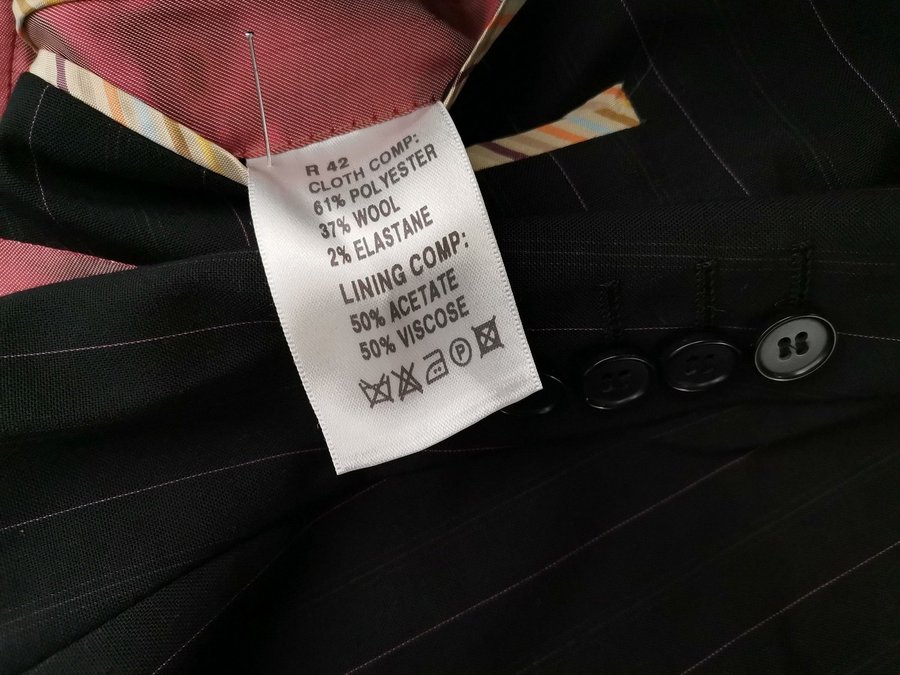 R 42
CLOTH COMP:
61% POLYESTER
37% WOOL
2% ELASTANE
LINING COMP:
50% ACETATE
50% VISCOSE
P